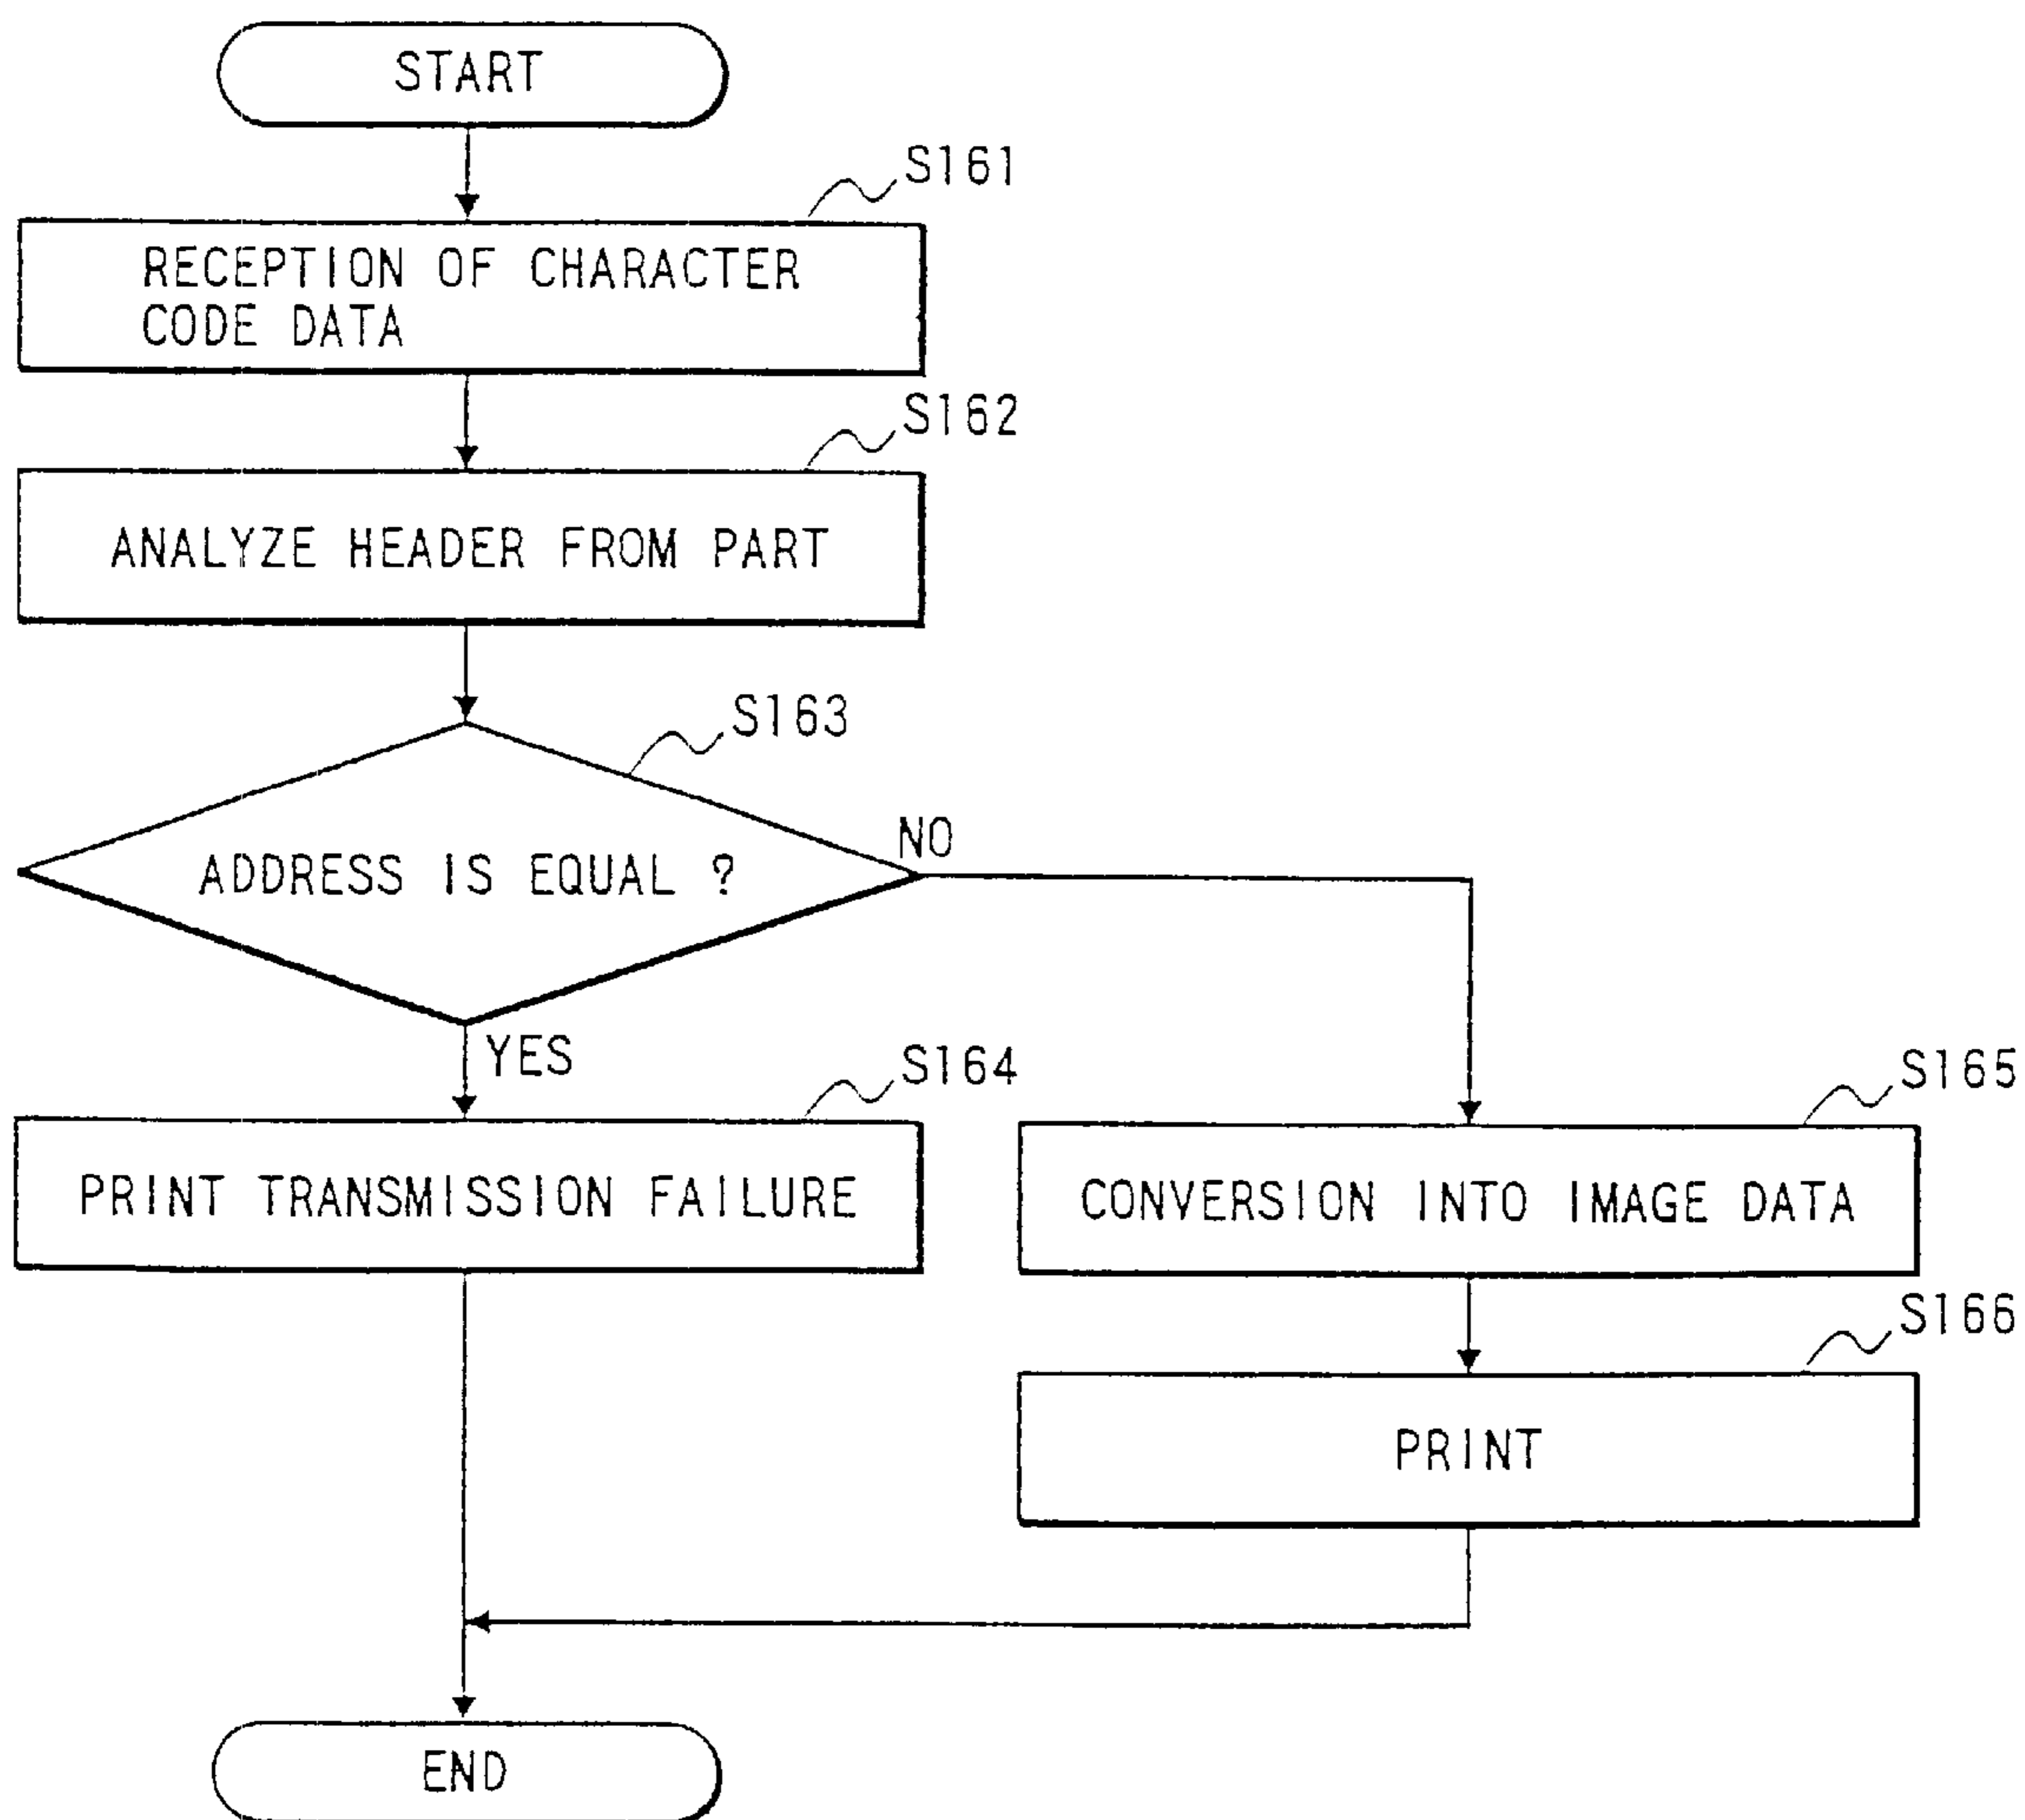 START
S161
RECEPTION OF CHARACTER
CODE DATA
S162
ANALYZE HEADER FROM PART
S163
ADDRESS IS EQUAL ?
NO
YES
S164
PRINT TRANSMISSION FAILURE
S165
CONVERSION INTO IMAGE DATA
S166
PRINT
END